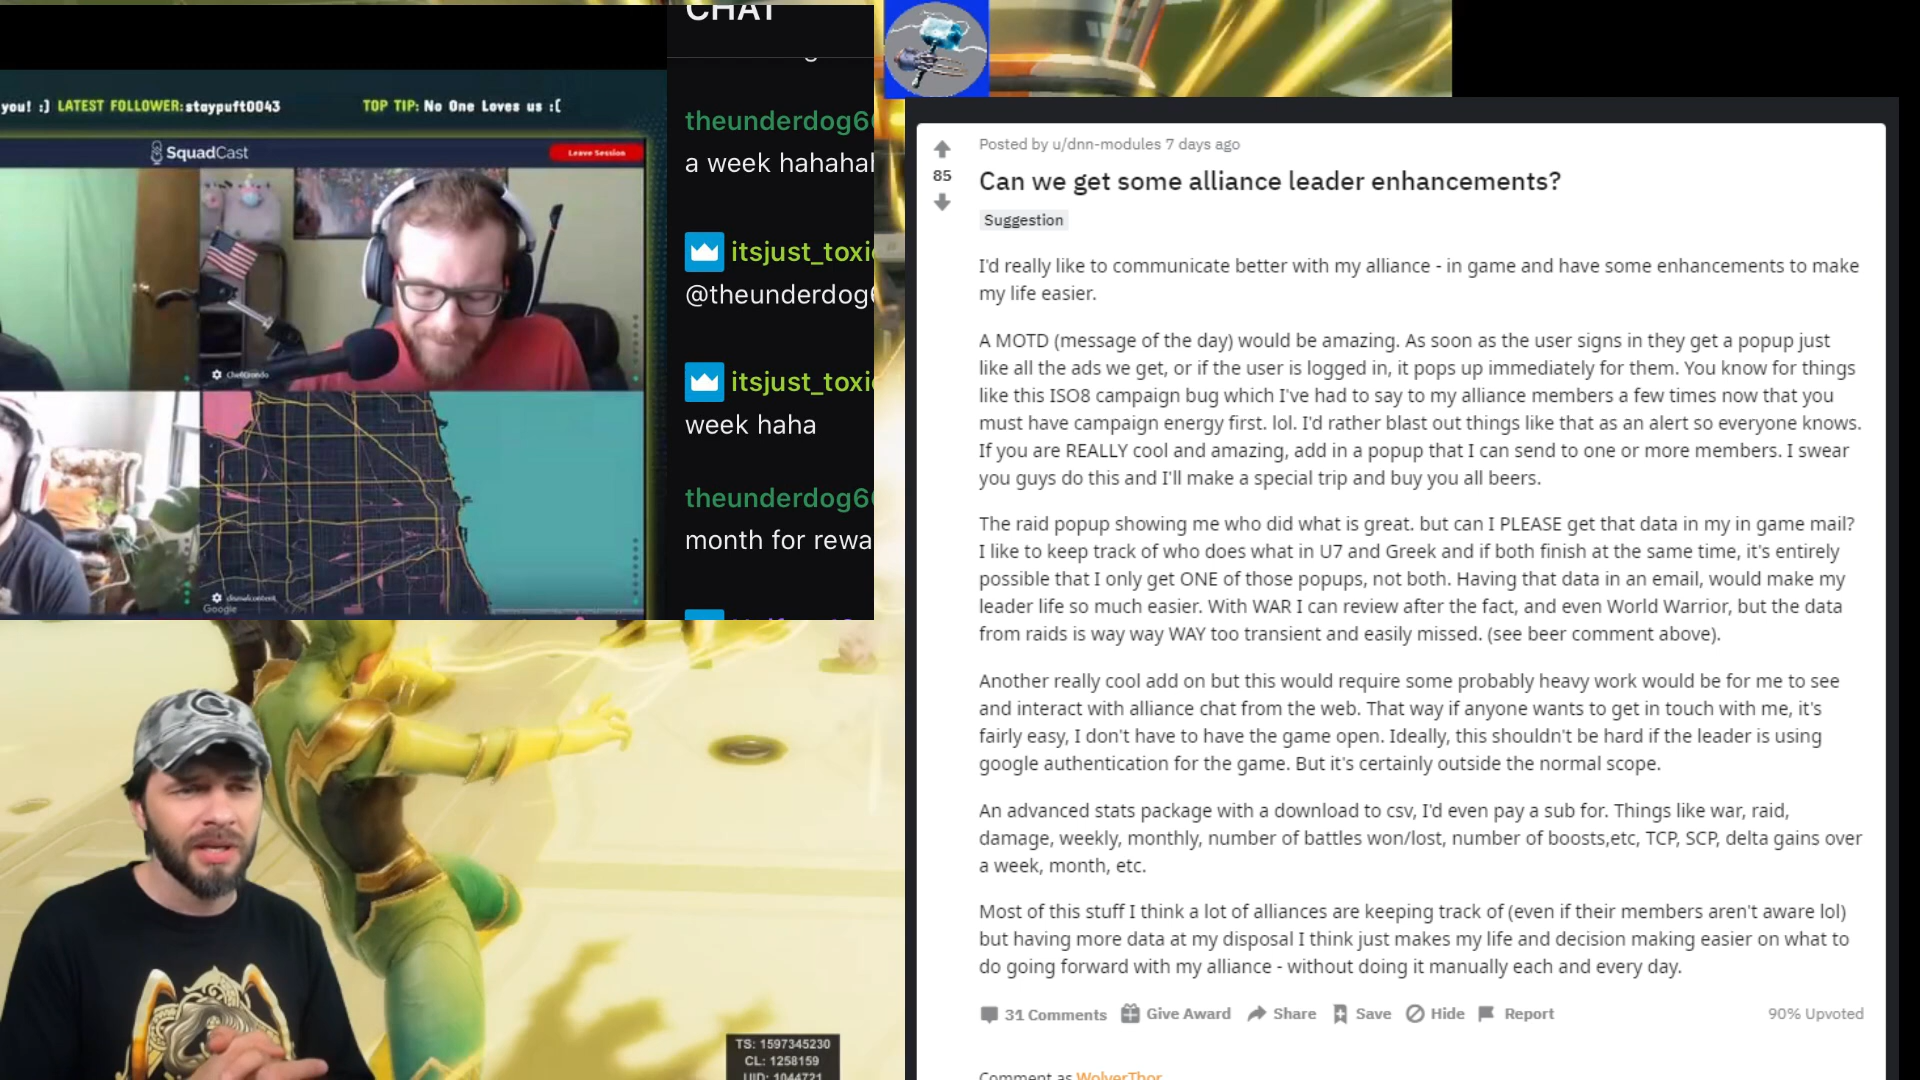 CHAT
you! :) LATEST FOLLOWER: staypuft0043
TOP TIP: No One Loves us :(
SquadCast
Leave Session
ChefGrondo
Google
theunderdog6
a week hahahah
itsjust_toxi
@theunderdog
itsjust_toxi
week haha
theunderdog6
month for rewa
TS: 1597345230
CL: 1258159
UID: 1044721
Posted by u/dnn-modules 7 days ago
85
Can we get some alliance leader enhancements?
Suggestion
I'd really like to communicate better with my alliance - in game and have some enhancements to make
my life easier.
A MOTD (message of the day) would be amazing. As soon as the user signs in they get a popup just
like all the ads we get, or if the user is logged in, it pops up immediately for them. You know for things
like this ISO8 campaign bug which I've had to say to my alliance members a few times now that you
must have campaign energy first. lol. I'd rather blast out things like that as an alert so everyone knows.
If you are REALLY cool and amazing, add in a popup that I can send to one or more members. I swear
you guys do this and I'll make a special trip and buy you all beers.
The raid popup showing me who did what is great. but can I PLEASE get that data in my in game mail?
I like to keep track of who does what in U7 and Greek and if both finish at the same time, it's entirely
possible that I only get ONE of those popups, not both. Having that data in an email, would make my
leader life so much easier. With WAR I can review after the fact, and even World Warrior, but the data
from raids is way way WAY too transient and easily missed. (see beer comment above).
Another really cool add on but this would require some probably heavy work would be for me to see
and interact with alliance chat from the web. That way if anyone wants to get in touch with me, it's
fairly easy, I don't have to have the game open. Ideally, this shouldn't be hard if the leader is using
google authentication for the game. But it's certainly outside the normal scope.
An advanced stats package with a download to csv, I'd even pay a sub for. Things like war, raid,
damage, weekly, monthly, number of battles won/lost, number of boosts,etc, TCP, SCP, delta gains over
a week, month, etc.
Most of this stuff I think a lot of alliances are keeping track of (even if their members aren't aware lol)
but having more data at my disposal I think just makes my life and decision making easier on what to
do going forward with my alliance - without doing it manually each and every day.
31 Comments Give Award Share Save Hide Report 90% Upvoted
Comment as WolverThor